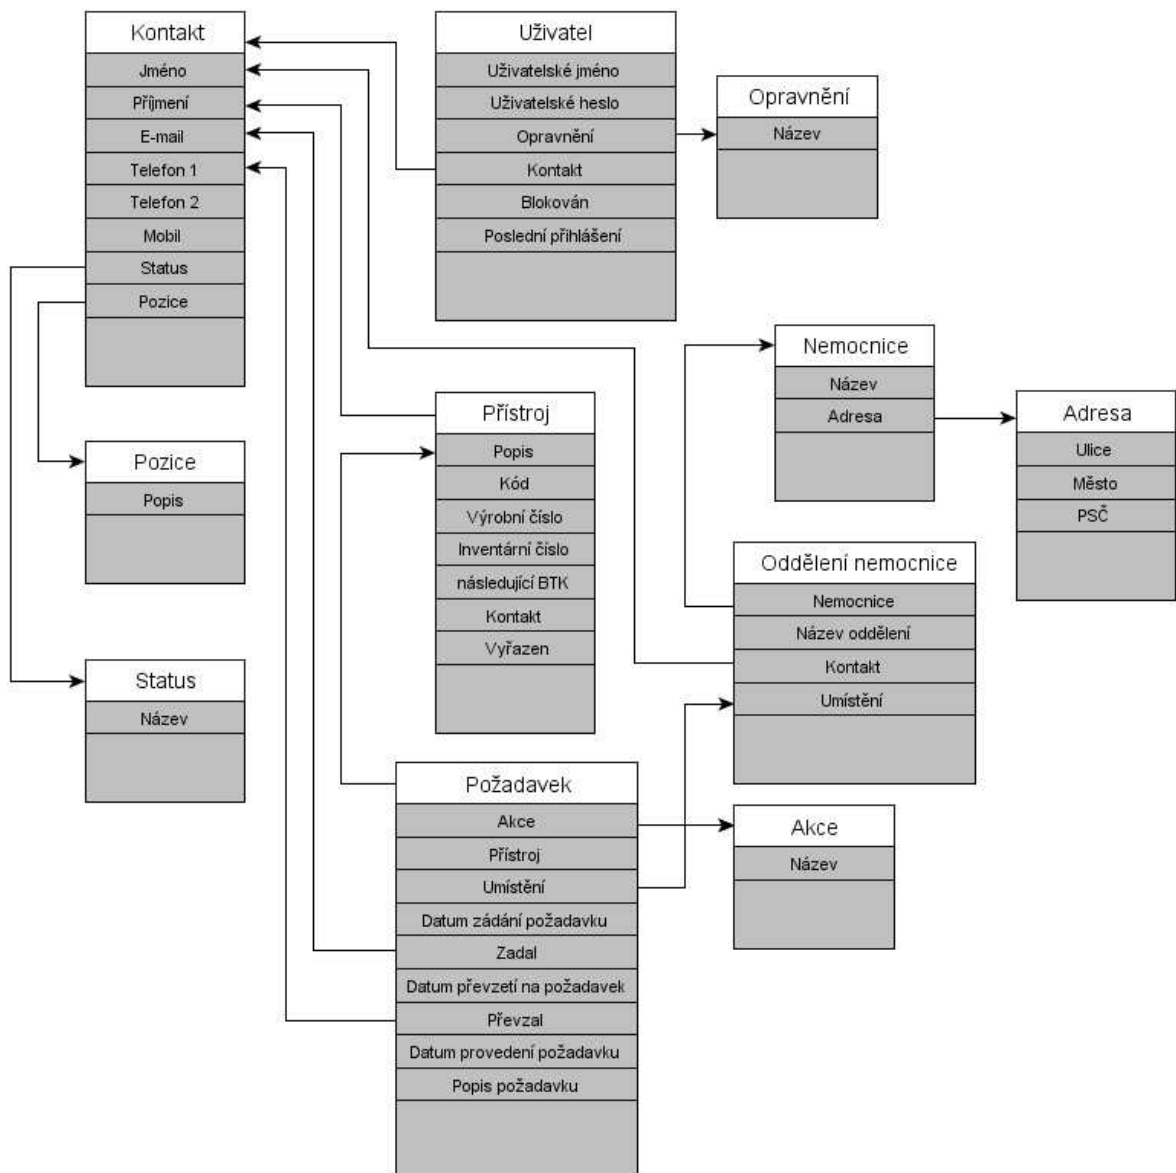 Kontakt
Jméno
Příjmení
E-mail
Telefon 1
Telefon 2
Mobil
Status
Pozice
Uživatel
Uživatelské jméno
Uživatelské heslo
Opravnění
Kontakt
Blokován
Poslední přihlášení
Opravnění
Název
Nemocnice
Název
Adresa
Adresa
Ulice
Město
PSČ
Přístroj
Popis
Kód
Výrobní číslo
Inventární číslo
následující BTK
Kontakt
Vyřazen
Pozice
Popis
Oddělení nemocnice
Nemocnice
Název oddělení
Kontakt
Umístění
Status
Název
Požadavek
Akce
Přístroj
Umístění
Datum zádání požadavku
Zadal
Datum převzetí na požadavek
Převzal
Datum provedení požadavku
Popis požadavku
Akce
Název